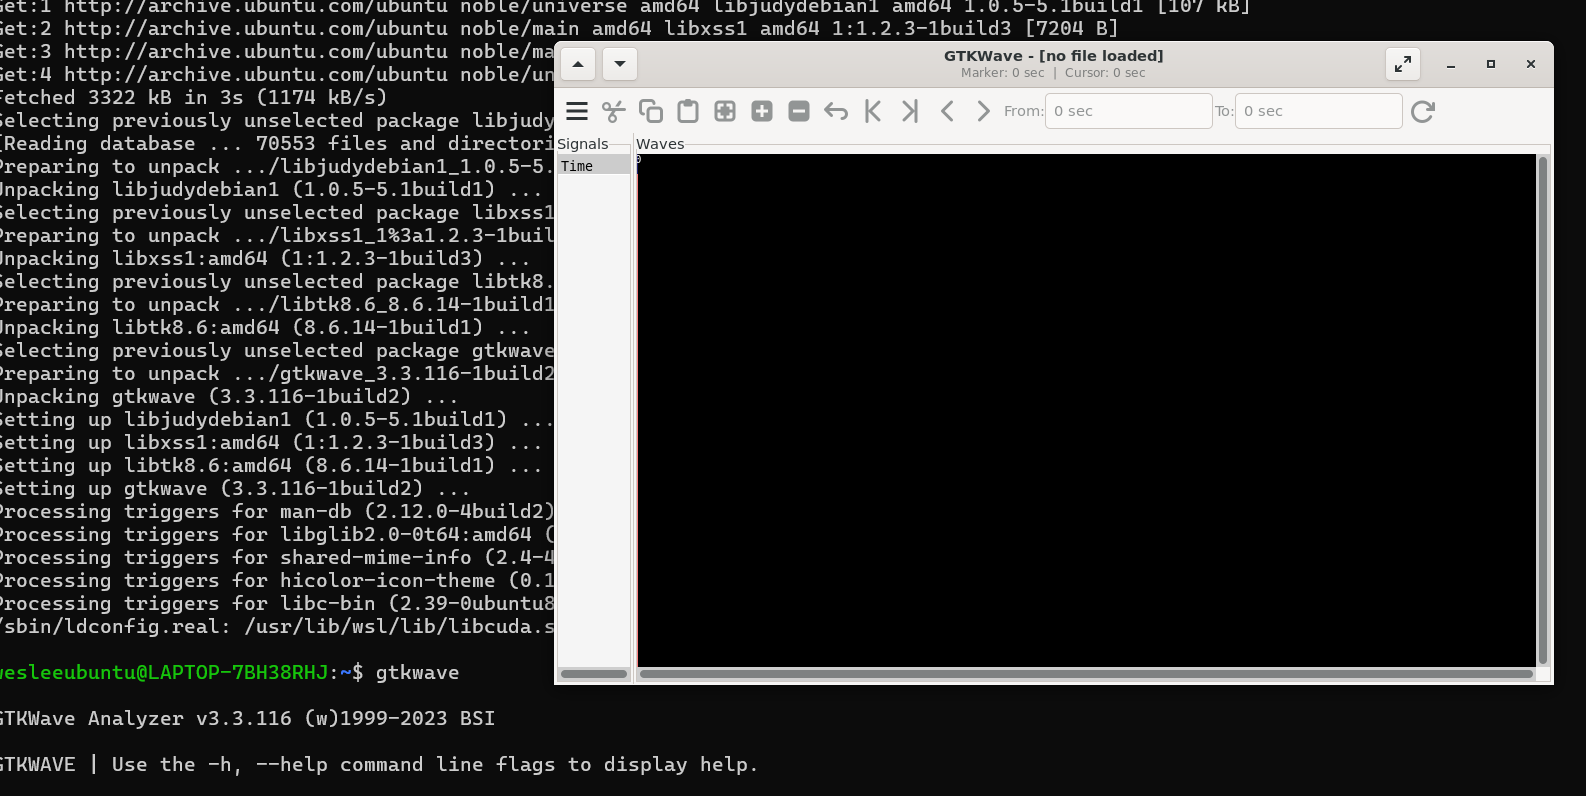 Get:1 http://archive.ubuntu.com/ubuntu noble/universe amd64 libjudydebian1 amd64 1.0.5-5.1build1 [107 kB]
Get:2 http://archive.ubuntu.com/ubuntu noble/main amd64 libxss1 amd64 1:1.2.3-1build3 [7204 B]
Get:3 http://archive.ubuntu.com/ubuntu noble/ma
Get:4 http://archive.ubuntu.com/ubuntu noble/un
Fetched 3322 kB in 3s (1174 kB/s)
Selecting previously unselected package libjudy
(Reading database ... 70553 files and directori
Preparing to unpack .../libjudydebian1_1.0.5-5.
Unpacking libjudydebian1 (1.0.5-5.1build1) ...
Selecting previously unselected package libxss1
Preparing to unpack .../libxss1_1%3a1.2.3-1buil
Unpacking libxss1:amd64 (1:1.2.3-1build3) ...
Selecting previously unselected package libtk8.
Preparing to unpack .../libtk8.6_8.6.14-1build1
Unpacking libtk8.6:amd64 (8.6.14-1build1) ...
Selecting previously unselected package gtkwave
Preparing to unpack .../gtkwave_3.3.116-1build2
Unpacking gtkwave (3.3.116-1build2) ...
Setting up libjudydebian1 (1.0.5-5.1build1) ...
Setting up libxss1:amd64 (1:1.2.3-1build3) ...
Setting up libtk8.6:amd64 (8.6.14-1build1) ...
Setting up gtkwave (3.3.116-1build2) ...
Processing triggers for man-db (2.12.0-4build2)
Processing triggers for libglib2.0-0t64:amd64 (
Processing triggers for shared-mime-info (2.4-4
Processing triggers for hicolor-icon-theme (0.1
Processing triggers for libc-bin (2.39-0ubuntu8
/sbin/ldconfig.real: /usr/lib/wsl/lib/libcuda.s
wesleeubuntu@LAPTOP-7BH38RHJ:~$ gtkwave
GTKWave Analyzer v3.3.116 (w)1999-2023 BSI
GTKWAVE | Use the -h, --help command line flags to display help.
GTKWave - [no file loaded]
Marker: 0 sec | Cursor: 0 sec
From: 0 sec To: 0 sec
Signals
Waves
Time
0